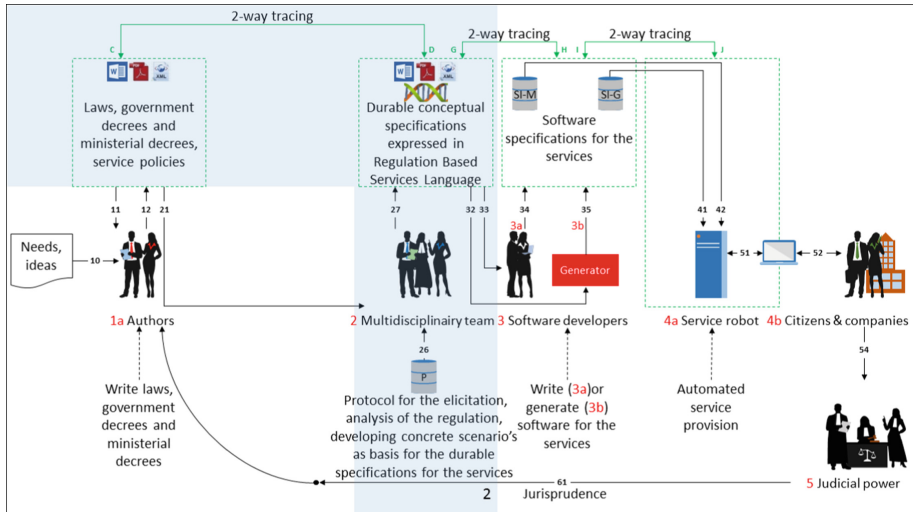 2-way tracing
2-way tracing
2-way tracing
C
D
G
H
I
J
W
PDF
XML
W
PDF
XML
SI-M
SI-G
Laws, government
decrees and
ministerial decrees,
service policies
Durable conceptual
specifications
expressed in
Regulation Based
Services Language
Software
specifications for the
services
11
12
21
27
32
33
34
35
41
42
3a
3b
Needs,
ideas
10
Generator
51
52
1a Authors
2 Multidisciplinairy team
3 Software developers
4a Service robot
4b Citizens & companies
26
54
P
Write laws,
government
decrees and
ministerial
decrees
Protocol for the elicitation,
analysis of the regulation,
developing concrete scenario's
as basis for the durable
specifications for the services
Write (3a)or
generate (3b)
software for the
services
Automated
service
provision
5 Judicial power
61
Jurisprudence
2